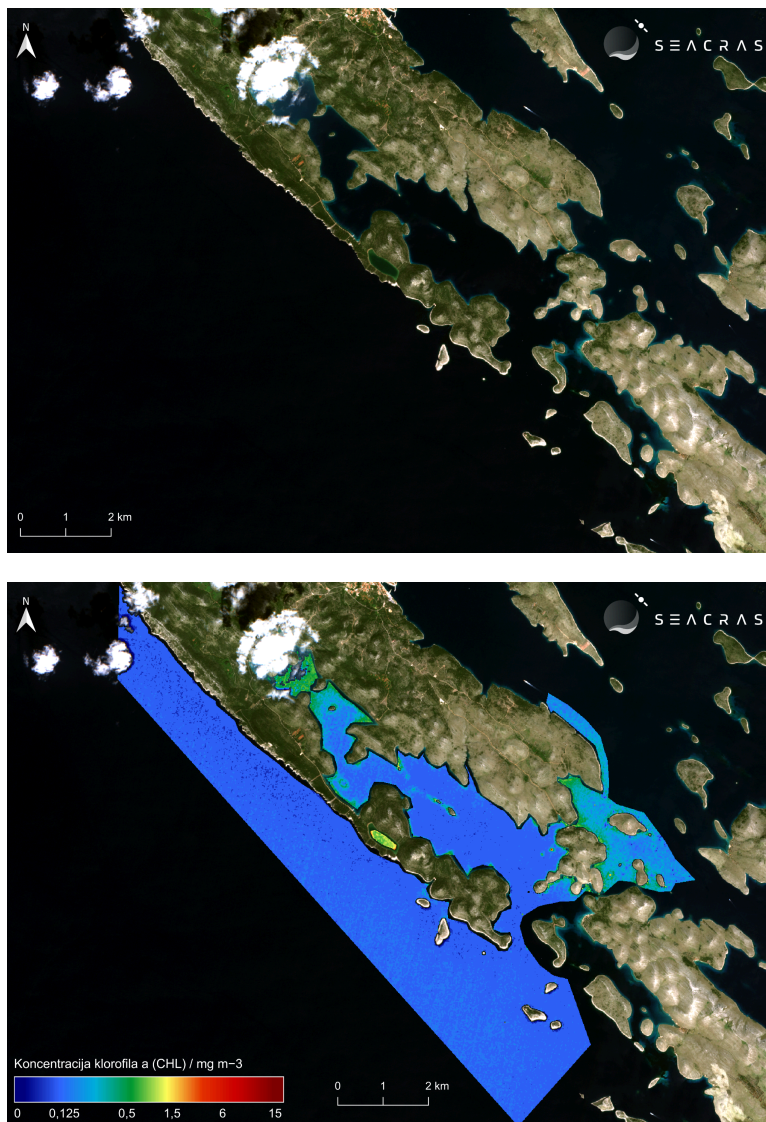 N
SEACRAS
0 1 2 km
N
SEACRAS
Koncentracija klorofila a (CHL) / mg m−3
0 0,125 0,5 1,5 6 15
0 1 2 km